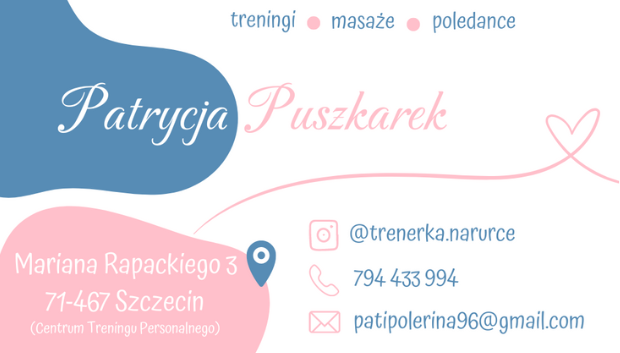 treningi masaże poledance
Patrycja Puszkarek
Mariana Rapackiego 3
71-467 Szczecin
(Centrum Treningu Personalnego)
@trenerka.narurce
794 433 994
patipolerina96@gmail.com